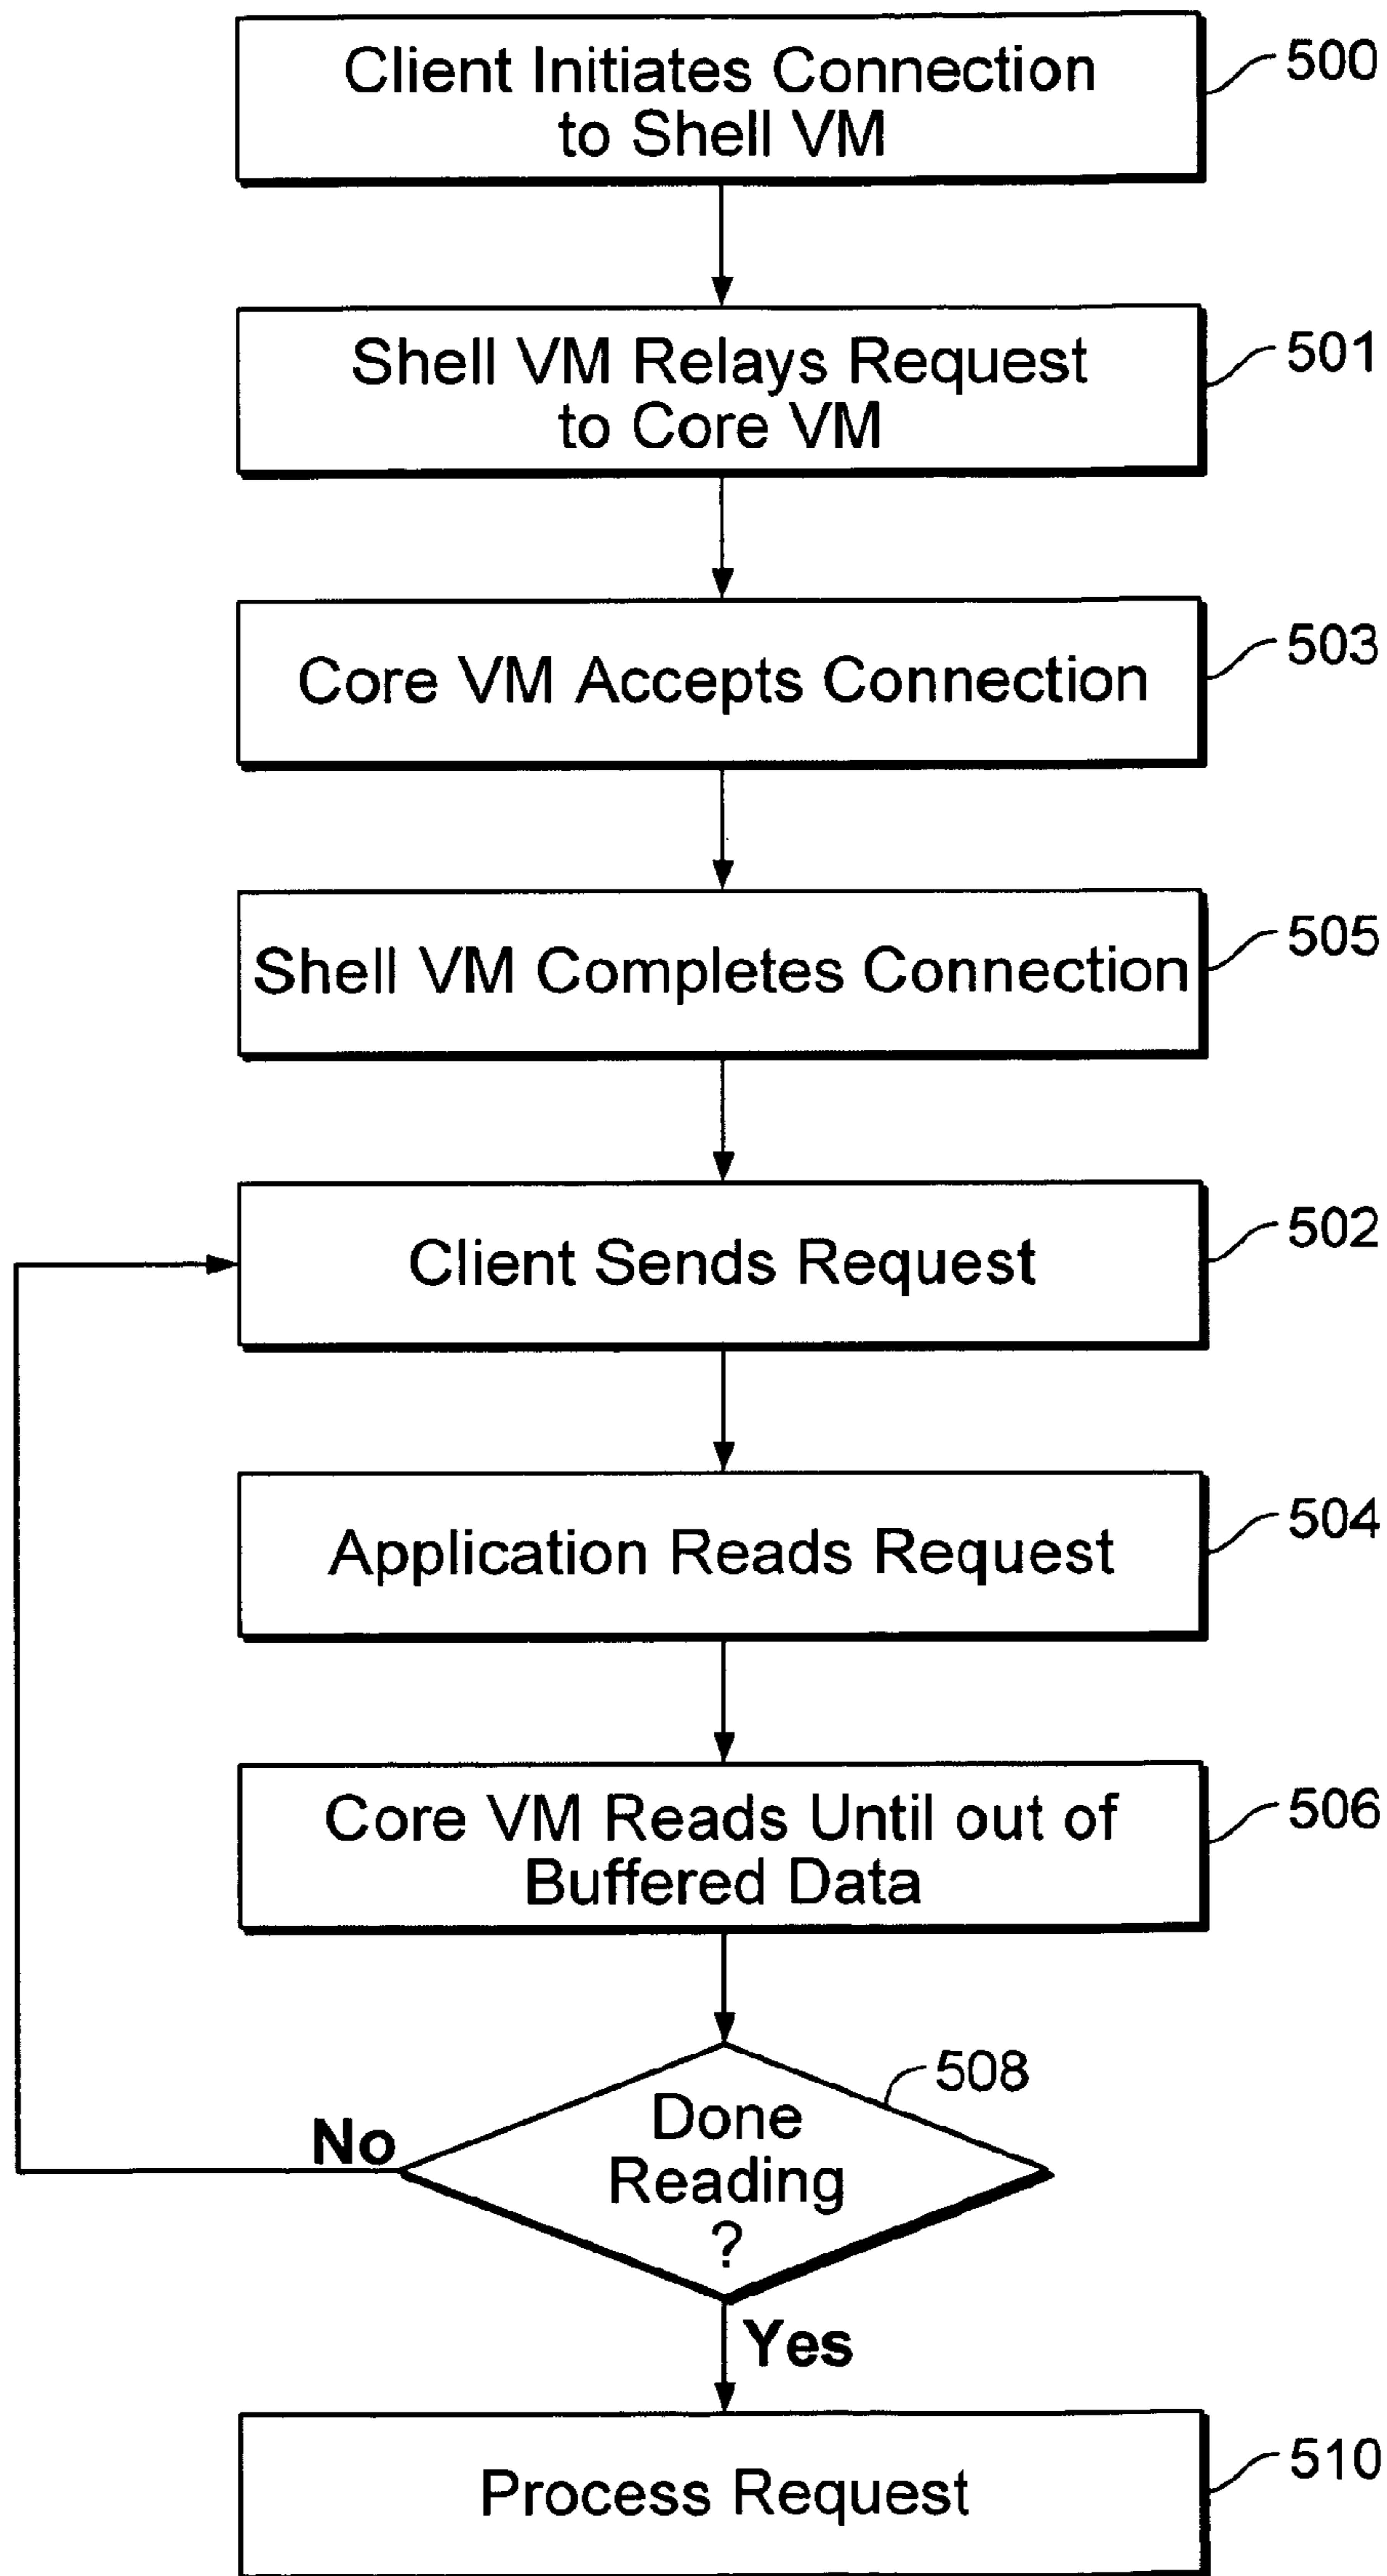 Client Initiates Connection
to Shell VM
500
Shell VM Relays Request
to Core VM
501
Core VM Accepts Connection
503
Shell VM Completes Connection
505
Client Sends Request
502
Application Reads Request
504
Core VM Reads Until out of
Buffered Data
506
508
Done
Reading
?
No
Yes
Process Request
510